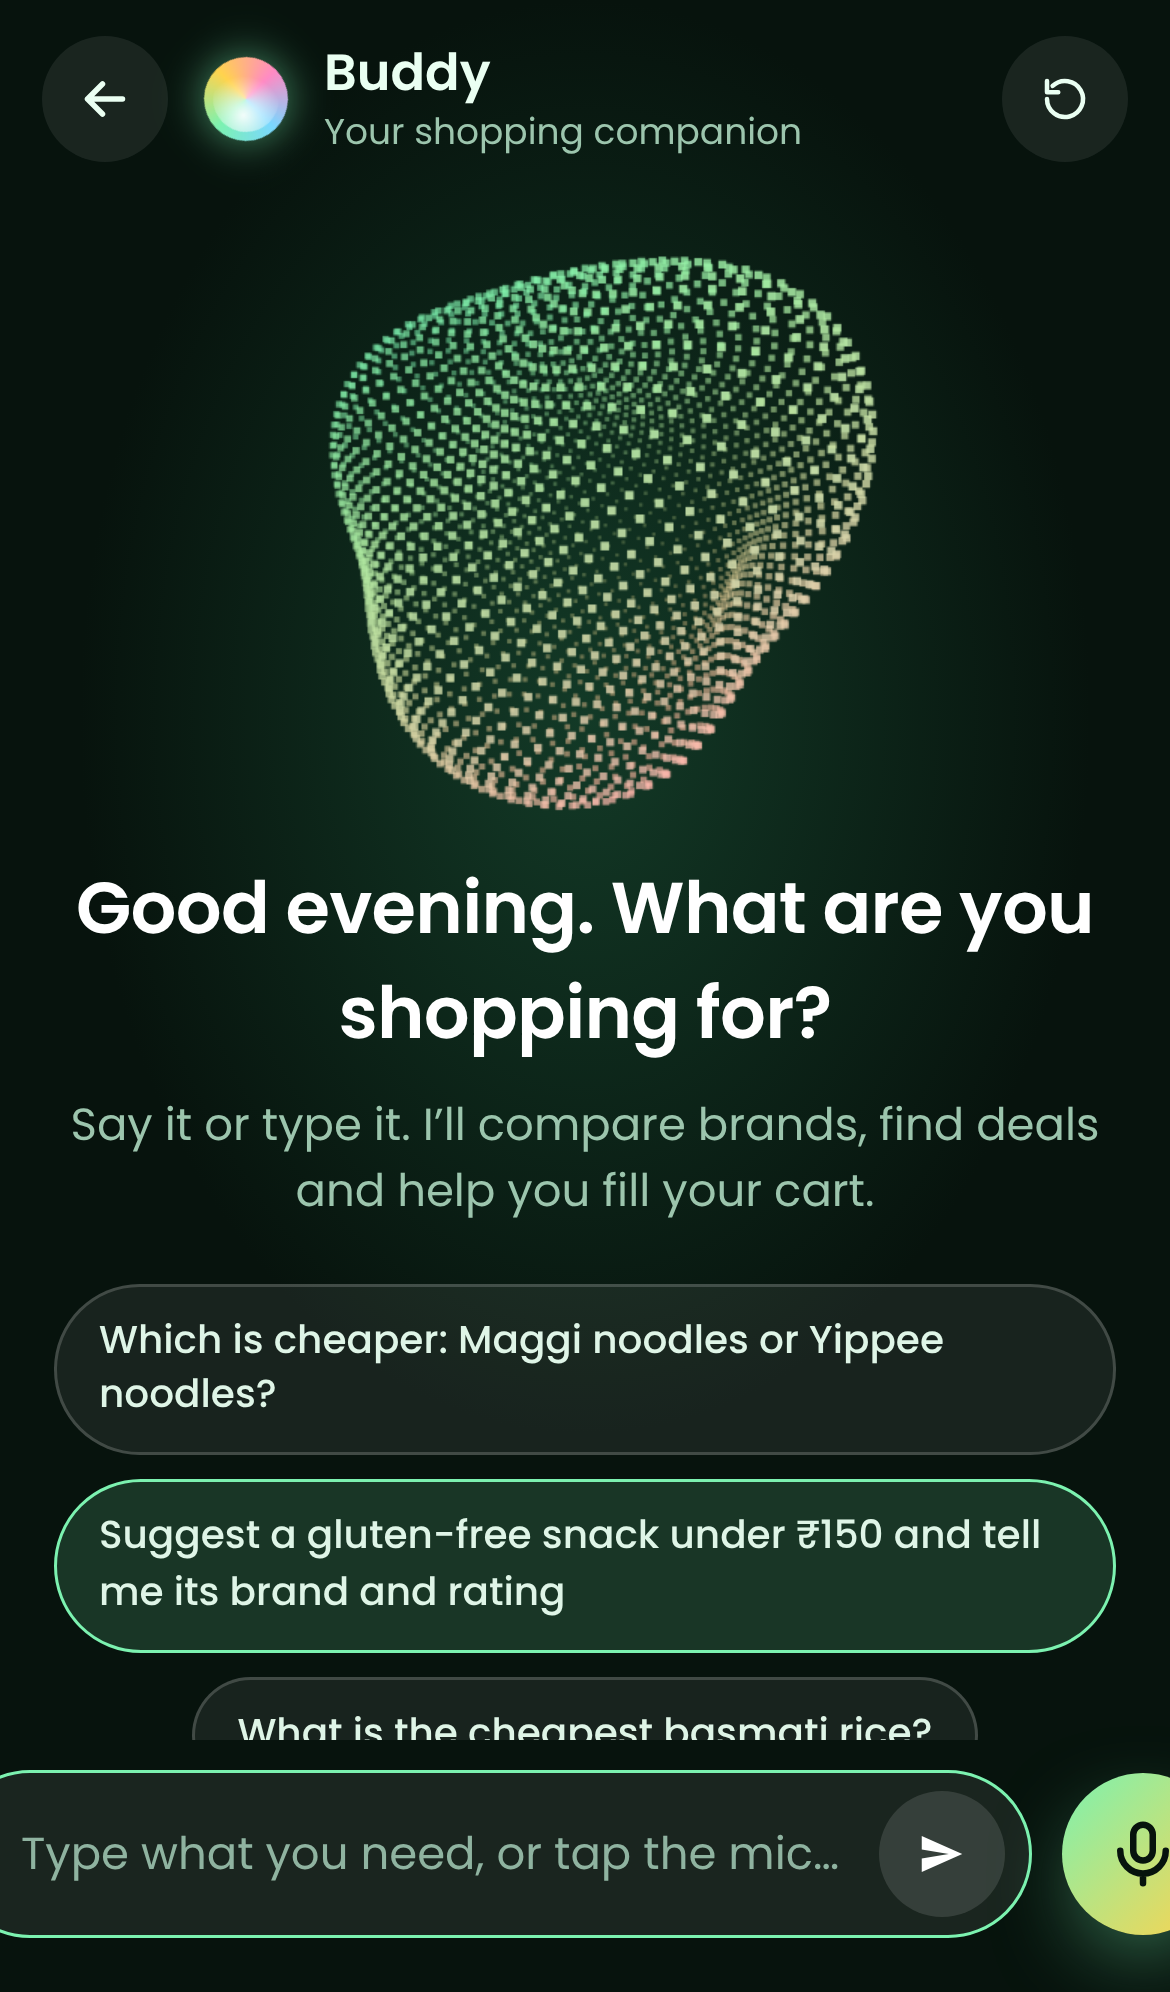 Buddy
Your shopping companion
Good evening. What are you
shopping for?
Say it or type it. I’ll compare brands, find deals
and help you fill your cart.
Which is cheaper: Maggi noodles or Yippee
noodles?
Suggest a gluten-free snack under ₹150 and tell
me its brand and rating
What is the cheapest basmati rice?
Type what you need, or tap the mic...